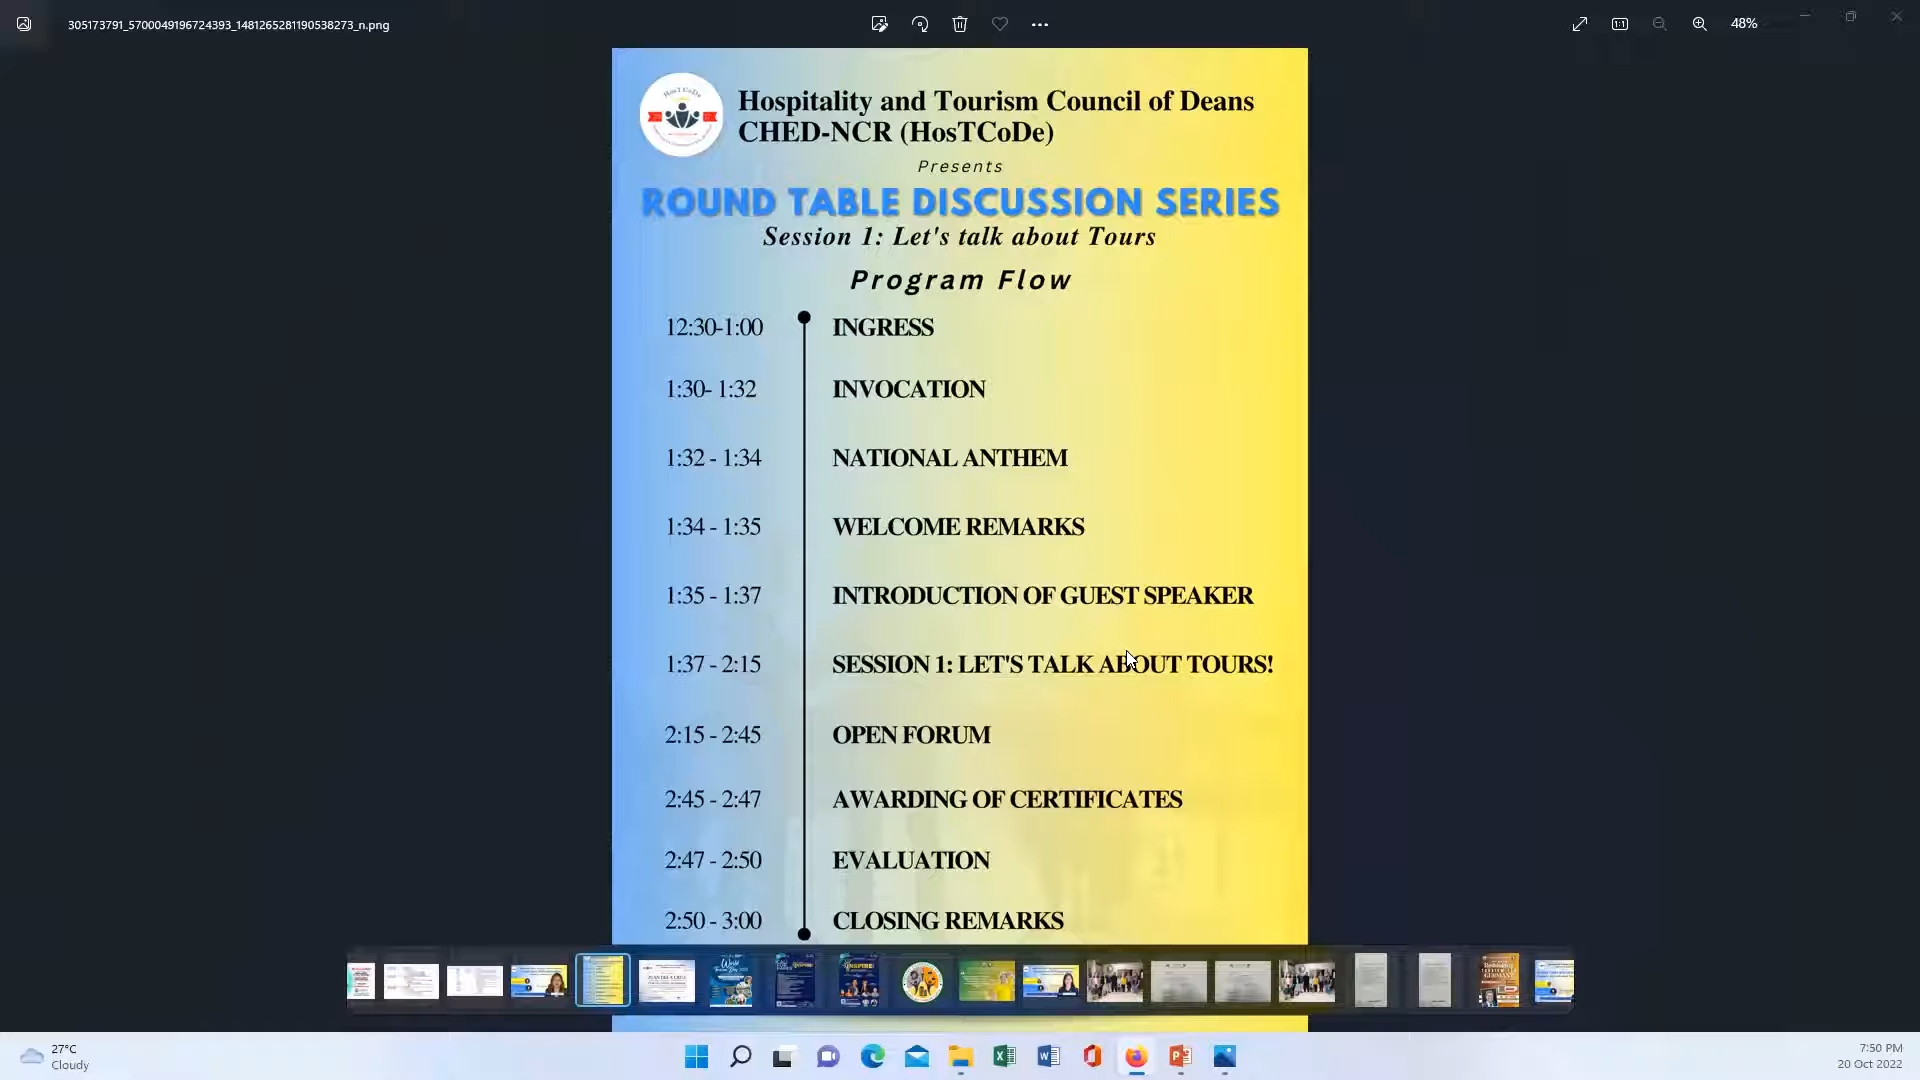 305173791_5700049196724393_1481265281190538273_n.png
48%
HosTCoDe
Hospitality and Tourism Council of Deans
CHED-NCR (HosTCoDe)
Presents
ROUND TABLE DISCUSSION SERIES
Session 1: Let's talk about Tours
Program Flow
12:30-1:00 INGRESS
1:30- 1:32 INVOCATION
1:32 - 1:34 NATIONAL ANTHEM
1:34 - 1:35 WELCOME REMARKS
1:35 - 1:37 INTRODUCTION OF GUEST SPEAKER
1:37 - 2:15 SESSION 1: LET'S TALK ABOUT TOURS!
2:15 - 2:45 OPEN FORUM
2:45 - 2:47 AWARDING OF CERTIFICATES
2:47 - 2:50 EVALUATION
2:50 - 3:00 CLOSING REMARKS
27°C
Cloudy
7:50 PM
20 Oct 2022